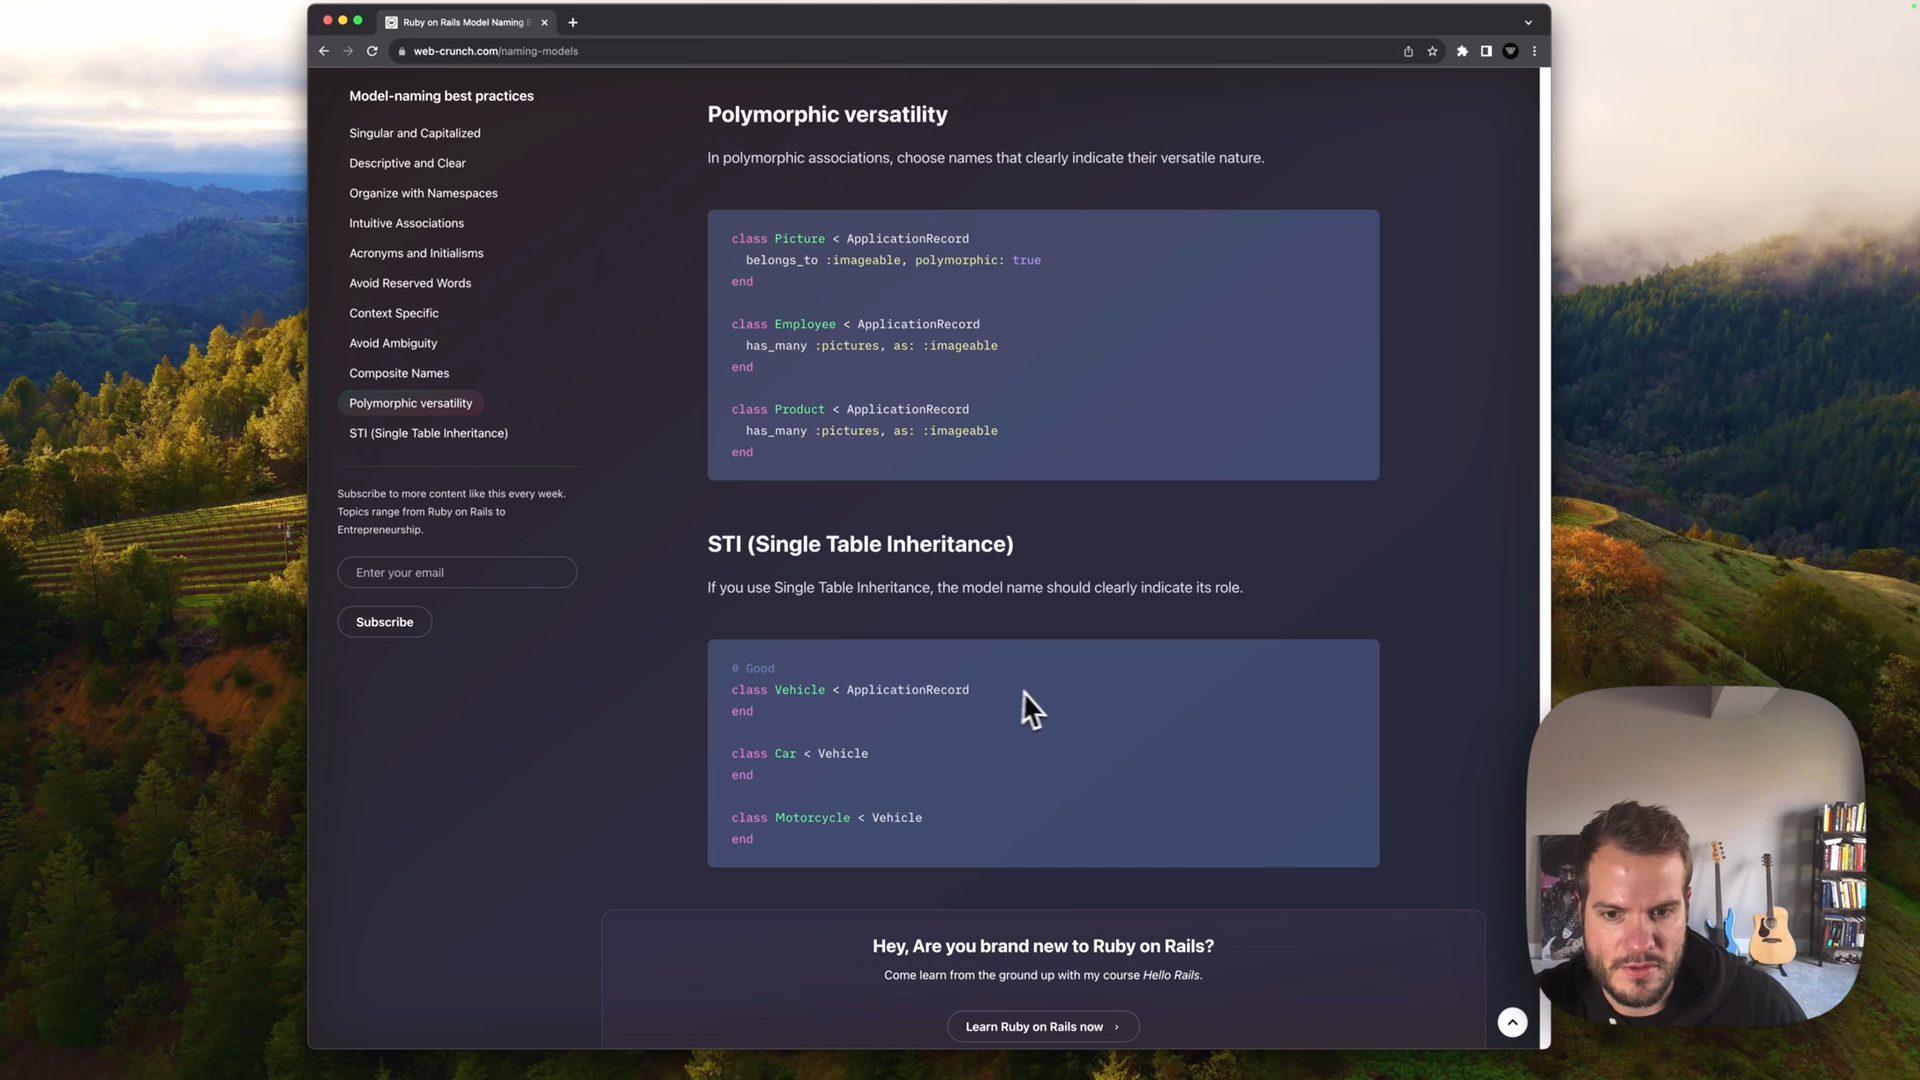 Ruby on Rails Model Naming
web-crunch.com/naming-models
Model-naming best practices
Singular and Capitalized
Descriptive and Clear
Organize with Namespaces
Intuitive Associations
Acronyms and Initialisms
Avoid Reserved Words
Context Specific
Avoid Ambiguity
Composite Names
Polymorphic versatility
STI (Single Table Inheritance)
Subscribe to more content like this every week.
Topics range from Ruby on Rails to
Entrepreneurship.
Enter your email
Subscribe
Polymorphic versatility
In polymorphic associations, choose names that clearly indicate their versatile nature.
class Picture < ApplicationRecord
belongs_to :imageable, polymorphic: true
end
class Employee < ApplicationRecord
has_many :pictures, as: :imageable
end
class Product < ApplicationRecord
has_many :pictures, as: :imageable
end
STI (Single Table Inheritance)
If you use Single Table Inheritance, the model name should clearly indicate its role.
# Good
class Vehicle < ApplicationRecord
end
class Car < Vehicle
end
class Motorcycle < Vehicle
end
Hey, Are you brand new to Ruby on Rails?
Come learn from the ground up with my course Hello Rails.
Learn Ruby on Rails now